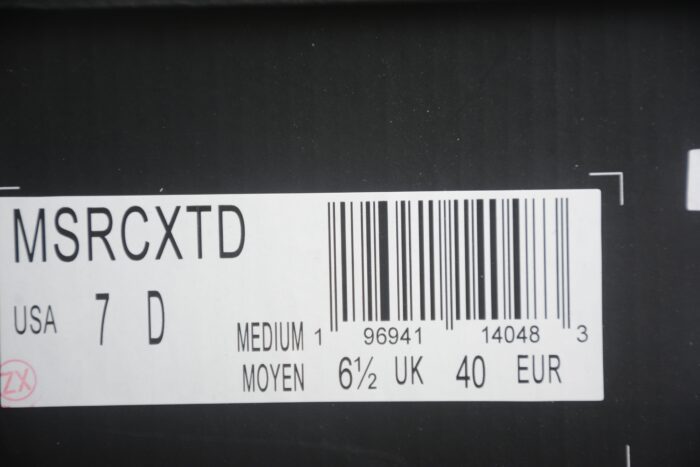 MSRCXTD
USA 7 D
MEDIUM
MOYEN
1 96941 14048 3
6½ UK 40 EUR
ZX